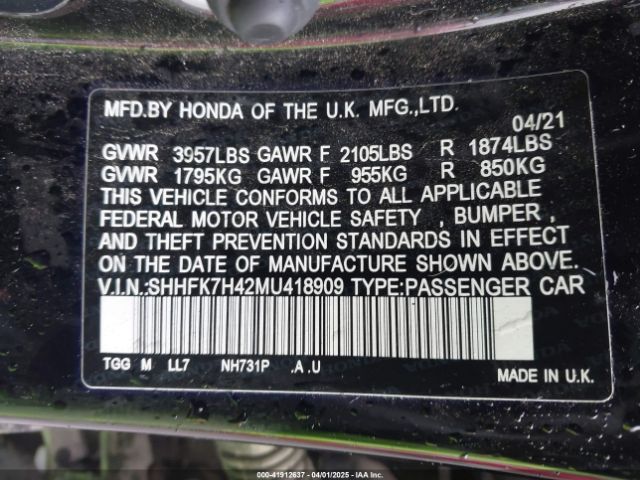 MFD.BY HONDA OF THE U.K. MFG.,LTD.
04/21
GVWR 3957LBS GAWR F 2105LBS R 1874LBS
GVWR 1795KG GAWR F 955KG R 850KG
THIS VEHICLE CONFORMS TO ALL APPLICABLE
FEDERAL MOTOR VEHICLE SAFETY , BUMPER ,
AND THEFT PREVENTION STANDARDS IN EFFECT
ON THE DATE OF MANUFACTURE SHOWN ABOVE.
V.I.N.:SHHFK7H42MU418909 TYPE:PASSENGER CAR
TGG M LL7 NH731P .A .U
MADE IN U.K.
000-41912637 - 04/01/2025 - IAAI.COM